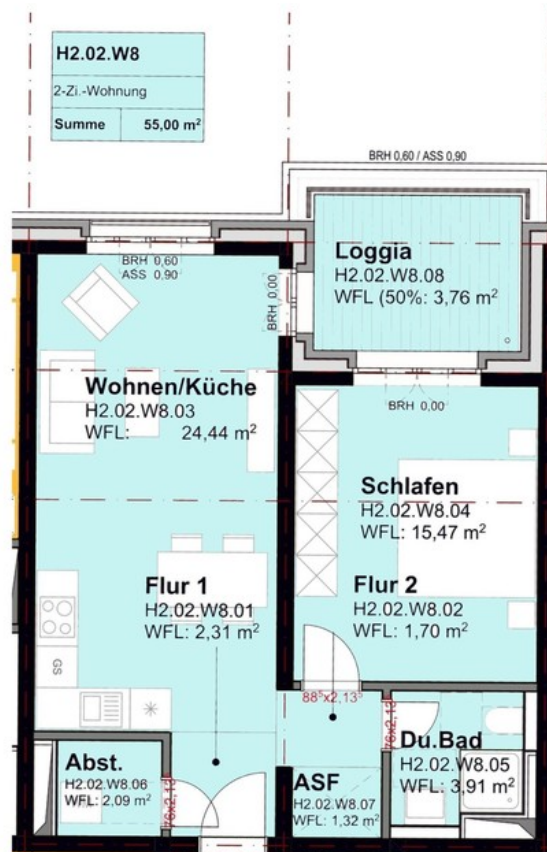 H2.02.W8
2-Zi.-Wohnung
Summe 55,00 m²
BRH 0,60 / ASS 0,90
BRH 0,60
ASS 0,90
BRH 0,00
Loggia
H2.02.W8.08
WFL (50%: 3,76 m²
BRH 0,00
Wohnen/Küche
H2.02.W8.03
WFL: 24,44 m²
Schlafen
H2.02.W8.04
WFL: 15,47 m²
Flur 1
H2.02.W8.01
WFL: 2,31 m²
Flur 2
H2.02.W8.02
WFL: 1,70 m²
GS
88⁵x2,13⁵
76x2,13
Du.Bad
H2.02.W8.05
WFL: 3,91 m²
Abst.
H2.02.W8.06
WFL: 2,09 m²
76x2,13
ASF
H2.02.W8.07
WFL: 1,32 m²